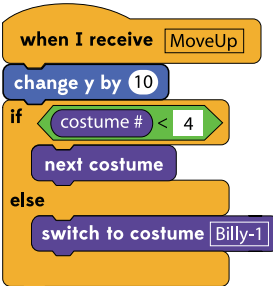 when I receive MoveUp
change y by 10
if costume # < 4
next costume
else
switch to costume Billy-1